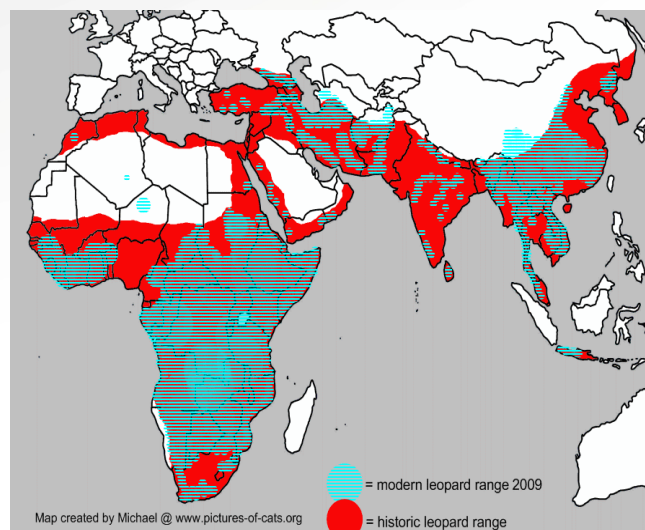 = modern leopard range 2009
= historic leopard range
Map created by Michael @ www.pictures-of-cats.org